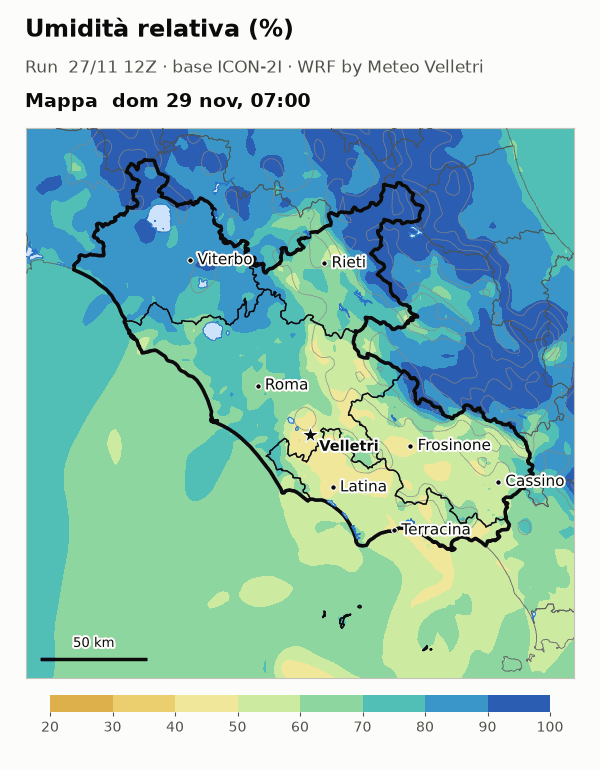 Umidità relativa (%)
Run  27/11 12Z · base ICON-2I · WRF by Meteo Velletri
Mappa  dom 29 nov, 07:00
Viterbo
Rieti
Roma
Velletri
Frosinone
Latina
Cassino
Terracina
50 km
20 30 40 50 60 70 80 90 100